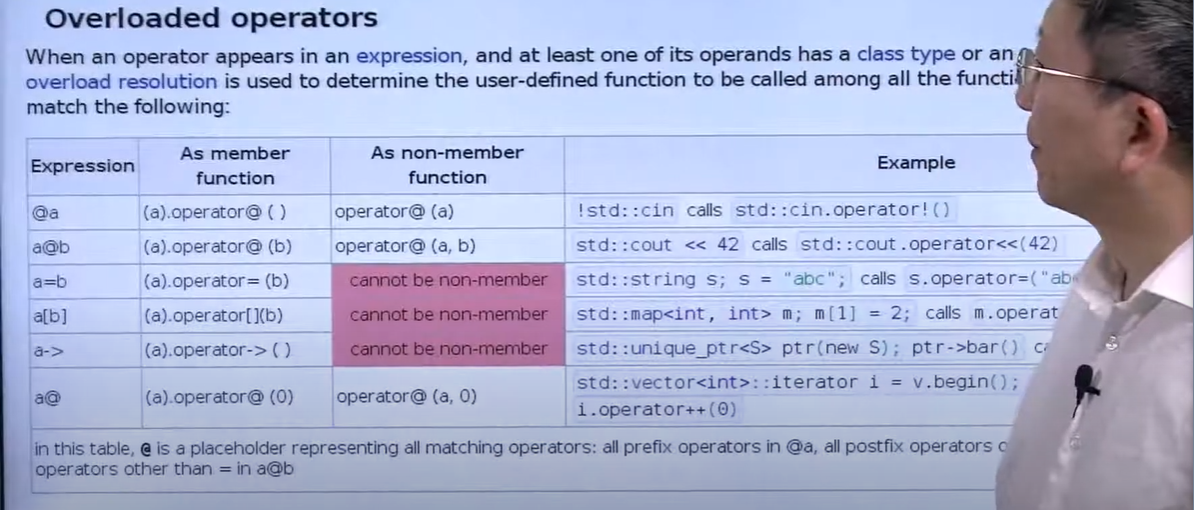 Overloaded operators
When an operator appears in an expression, and at least one of its operands has a class type or an
overload resolution is used to determine the user-defined function to be called among all the
match the following:
Expression As member function As non-member function Example
@a (a).operator@ ( ) operator@ (a) !std::cin calls std::cin.operator!()
a@b (a).operator@ (b) operator@ (a, b) std::cout << 42 calls std::cout.operator<<(42)
a=b (a).operator= (b) cannot be non-member std::string s; s = "abc"; calls s.operator=("ab
a[b] (a).operator[](b) cannot be non-member std::map<int, int> m; m[1] = 2; calls m.operat
a-> (a).operator-> ( ) cannot be non-member std::unique_ptr<S> ptr(new S); ptr->bar()
a@ (a).operator@ (0) operator@ (a, 0) std::vector<int>::iterator i = v.begin();
i.operator++(0)
in this table, @ is a placeholder representing all matching operators: all prefix operators in @a, all postfix operators
operators other than = in a@b